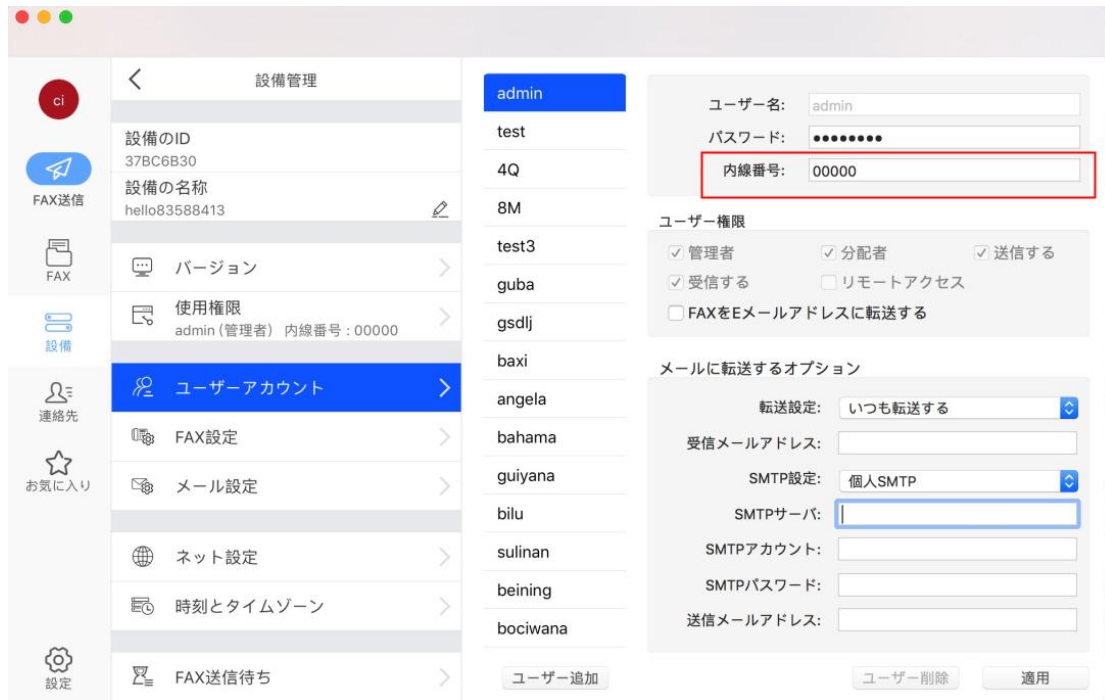 ci
FAX送信
FAX
設備
連絡先
お気に入り
設定
設備管理
設備のID
37BC6B30
設備の名称
hello83588413
バージョン
使用権限
admin (管理者) 内線番号 : 00000
ユーザーアカウント
FAX設定
メール設定
ネット設定
時刻とタイムゾーン
FAX送信待ち
admin
test
4Q
8M
test3
guba
gsdlj
baxi
angela
bahama
guiyana
bilu
sulinan
beining
bociwana
ユーザー追加
ユーザー名: admin
パスワード: ●●●●●●●●
内線番号: 00000
ユーザー権限
管理者 分配者 送信する
受信する リモートアクセス
FAXをEメールアドレスに転送する
メールに転送するオプション
転送設定: いつも転送する
受信メールアドレス:
SMTP設定: 個人SMTP
SMTPサーバ:
SMTPアカウント:
SMTPパスワード:
送信メールアドレス:
ユーザー削除 適用